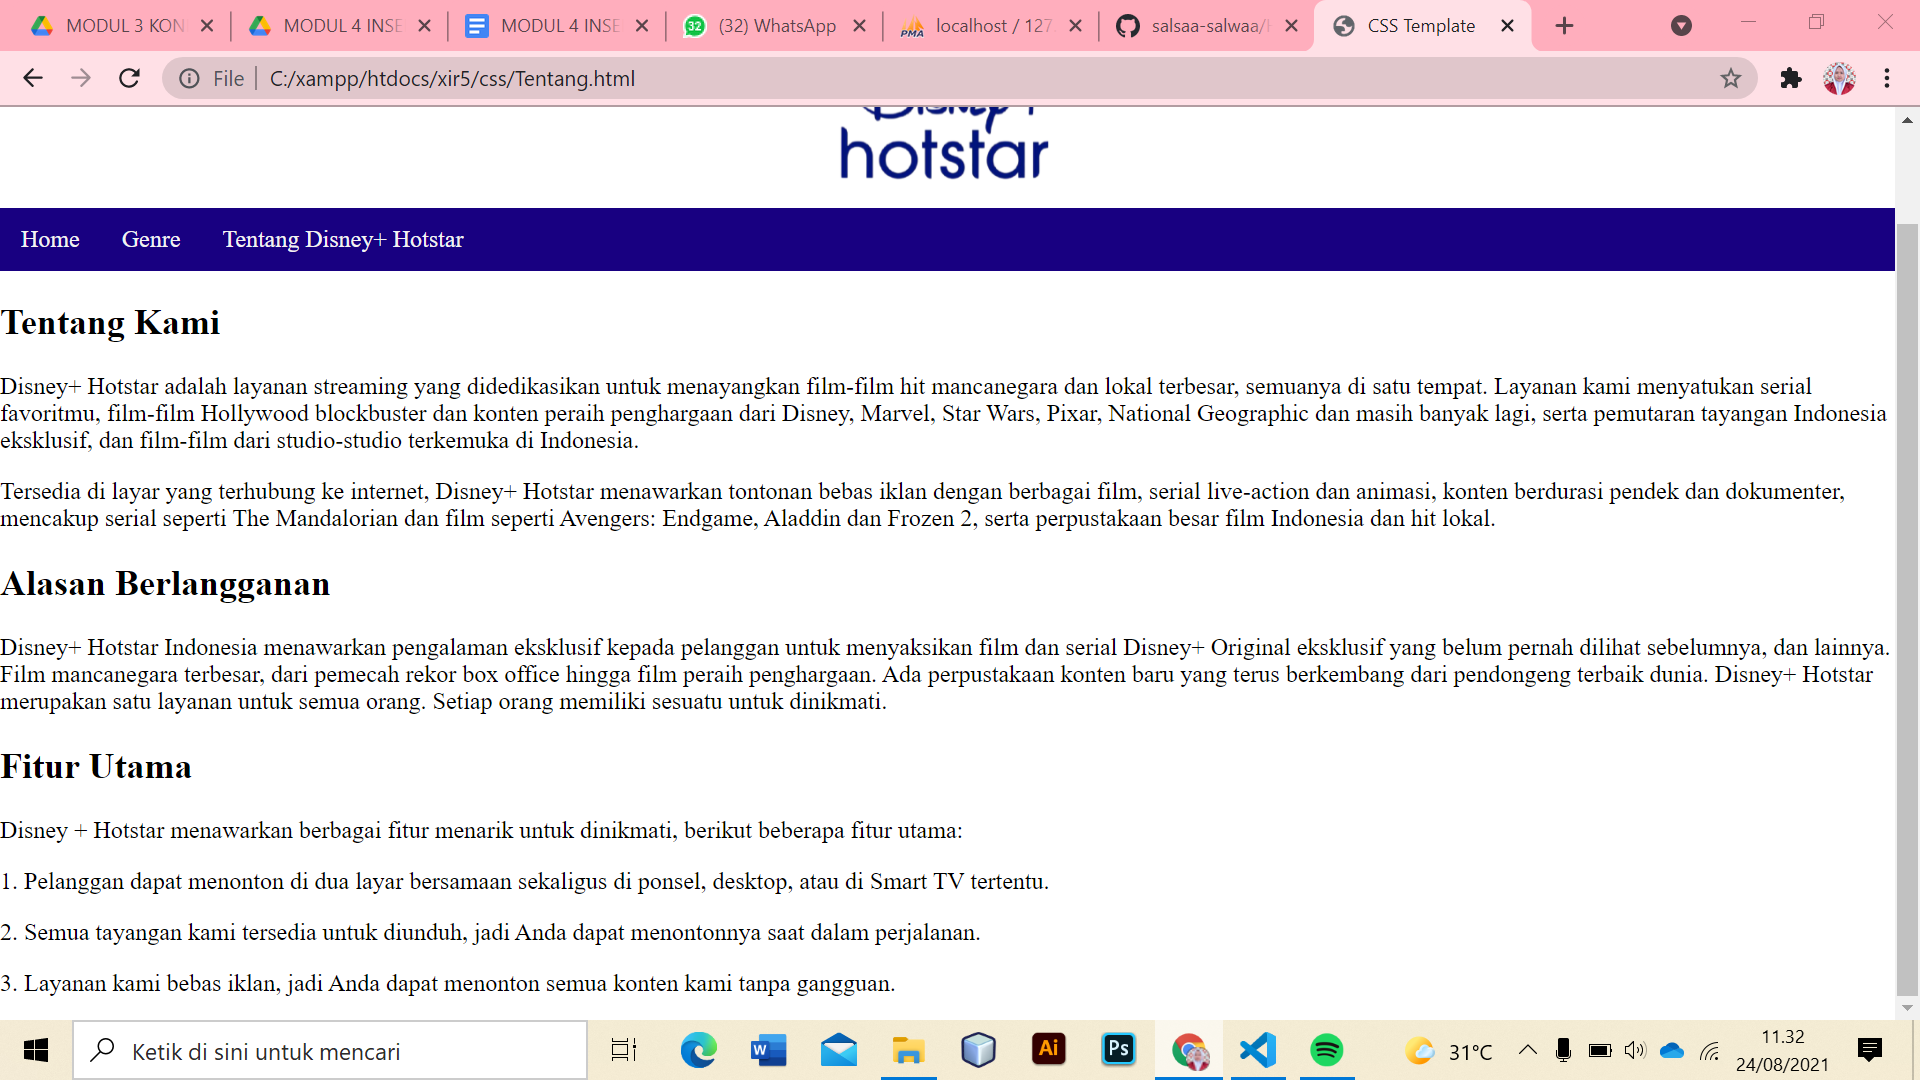 MODUL 3 KON
MODUL 4 INSE
MODUL 4 INSE
(32) WhatsApp
localhost / 127
salsaa-salwaa/
CSS Template
File
C:/xampp/htdocs/xir5/css/Tentang.html
hotstar
Home
Genre
Tentang Disney+ Hotstar
Tentang Kami
Disney+ Hotstar adalah layanan streaming yang didedikasikan untuk menayangkan film-film hit mancanegara dan lokal terbesar, semuanya di satu tempat. Layanan kami menyatukan serial
favoritmu, film-film Hollywood blockbuster dan konten peraih penghargaan dari Disney, Marvel, Star Wars, Pixar, National Geographic dan masih banyak lagi, serta pemutaran tayangan Indonesia
eksklusif, dan film-film dari studio-studio terkemuka di Indonesia.
Tersedia di layar yang terhubung ke internet, Disney+ Hotstar menawarkan tontonan bebas iklan dengan berbagai film, serial live-action dan animasi, konten berdurasi pendek dan dokumenter,
mencakup serial seperti The Mandalorian dan film seperti Avengers: Endgame, Aladdin dan Frozen 2, serta perpustakaan besar film Indonesia dan hit lokal.
Alasan Berlangganan
Disney+ Hotstar Indonesia menawarkan pengalaman eksklusif kepada pelanggan untuk menyaksikan film dan serial Disney+ Original eksklusif yang belum pernah dilihat sebelumnya, dan lainnya.
Film mancanegara terbesar, dari pemecah rekor box office hingga film peraih penghargaan. Ada perpustakaan konten baru yang terus berkembang dari pendongeng terbaik dunia. Disney+ Hotstar
merupakan satu layanan untuk semua orang. Setiap orang memiliki sesuatu untuk dinikmati.
Fitur Utama
Disney + Hotstar menawarkan berbagai fitur menarik untuk dinikmati, berikut beberapa fitur utama:
1. Pelanggan dapat menonton di dua layar bersamaan sekaligus di ponsel, desktop, atau di Smart TV tertentu.
2. Semua tayangan kami tersedia untuk diunduh, jadi Anda dapat menontonnya saat dalam perjalanan.
3. Layanan kami bebas iklan, jadi Anda dapat menonton semua konten kami tanpa gangguan.
Ketik di sini untuk mencari
31°C
11.32
24/08/2021